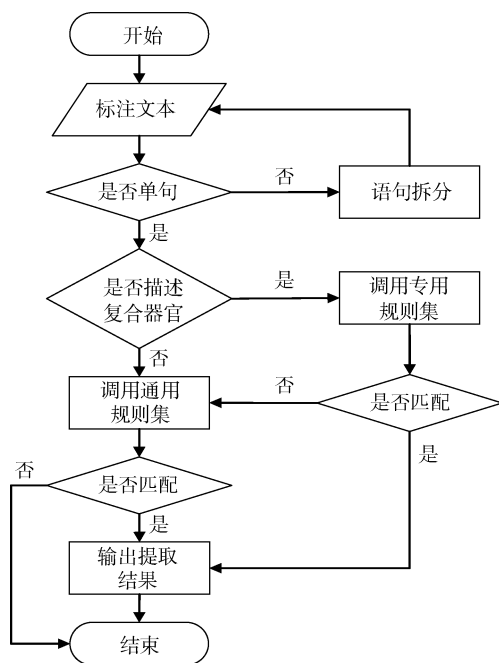 开始
标注文本
是否单句
否
语句拆分
是
是否描述
复合器官
是
调用专用
规则集
否
调用通用
规则集
否
是否匹配
是
否
是否匹配
是
输出提取
结果
结束